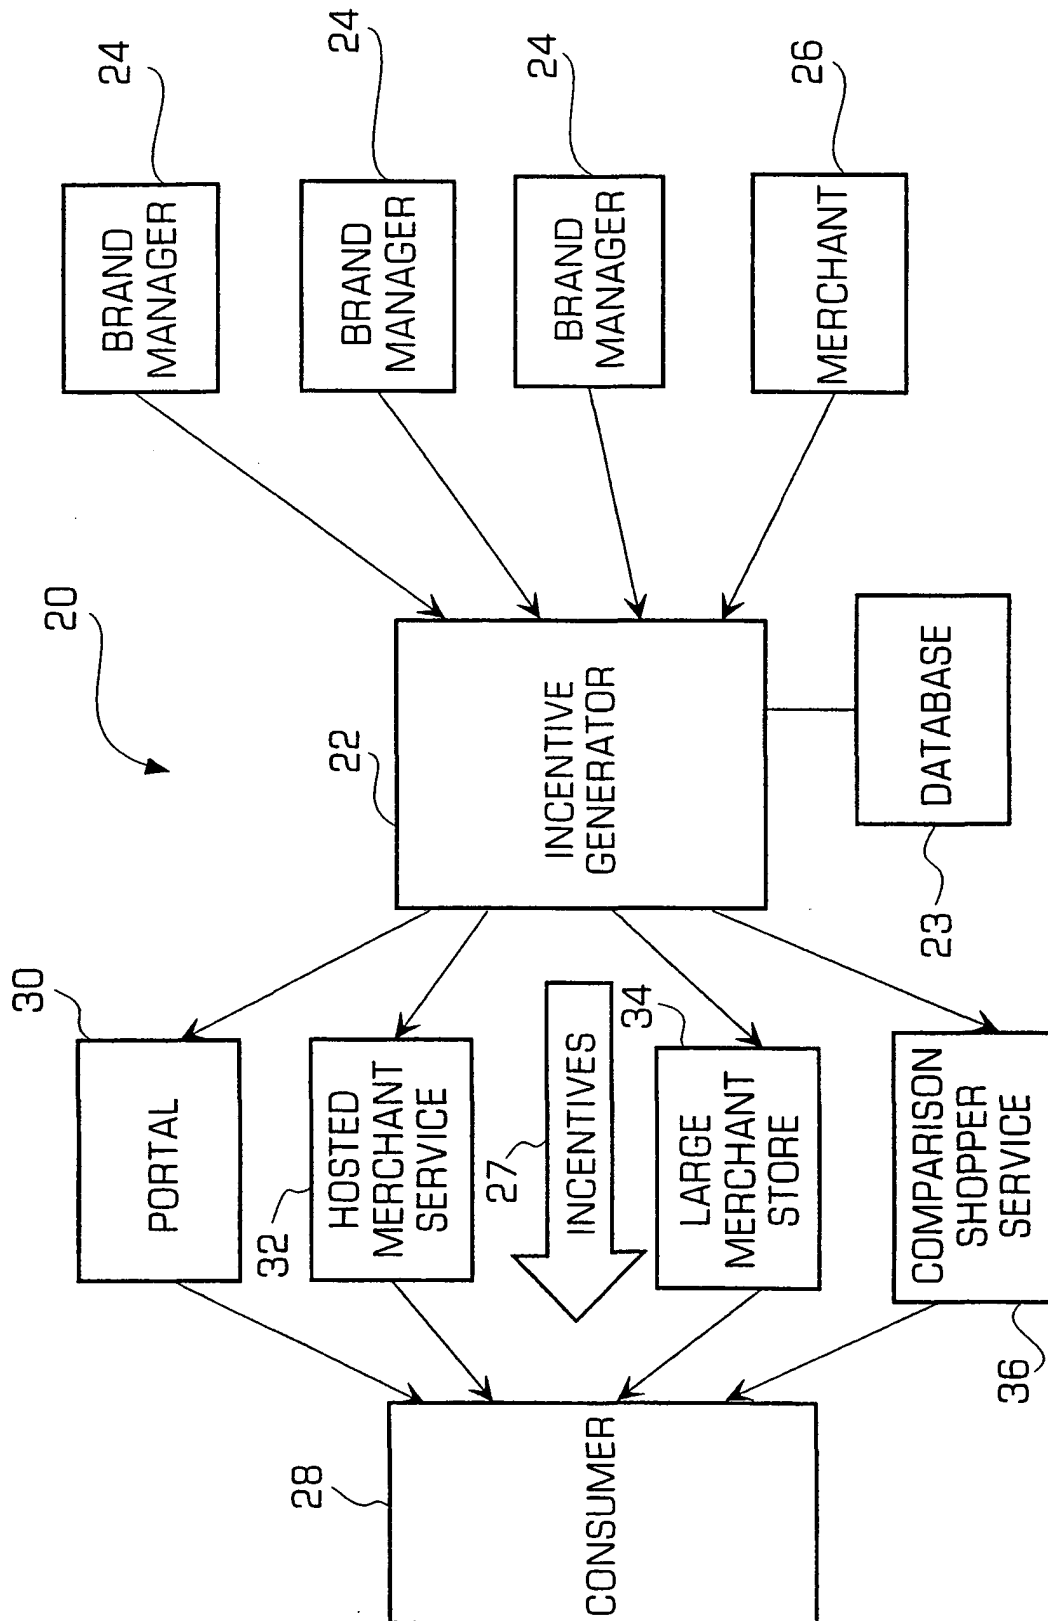 20
30
PORTAL
32
HOSTED
MERCHANT
SERVICE
27
INCENTIVES
34
LARGE
MERCHANT
STORE
COMPARISON
SHOPPER
SERVICE
36
28
CONSUMER
22
INCENTIVE
GENERATOR
DATABASE
23
BRAND
MANAGER
24
BRAND
MANAGER
24
BRAND
MANAGER
24
MERCHANT
26